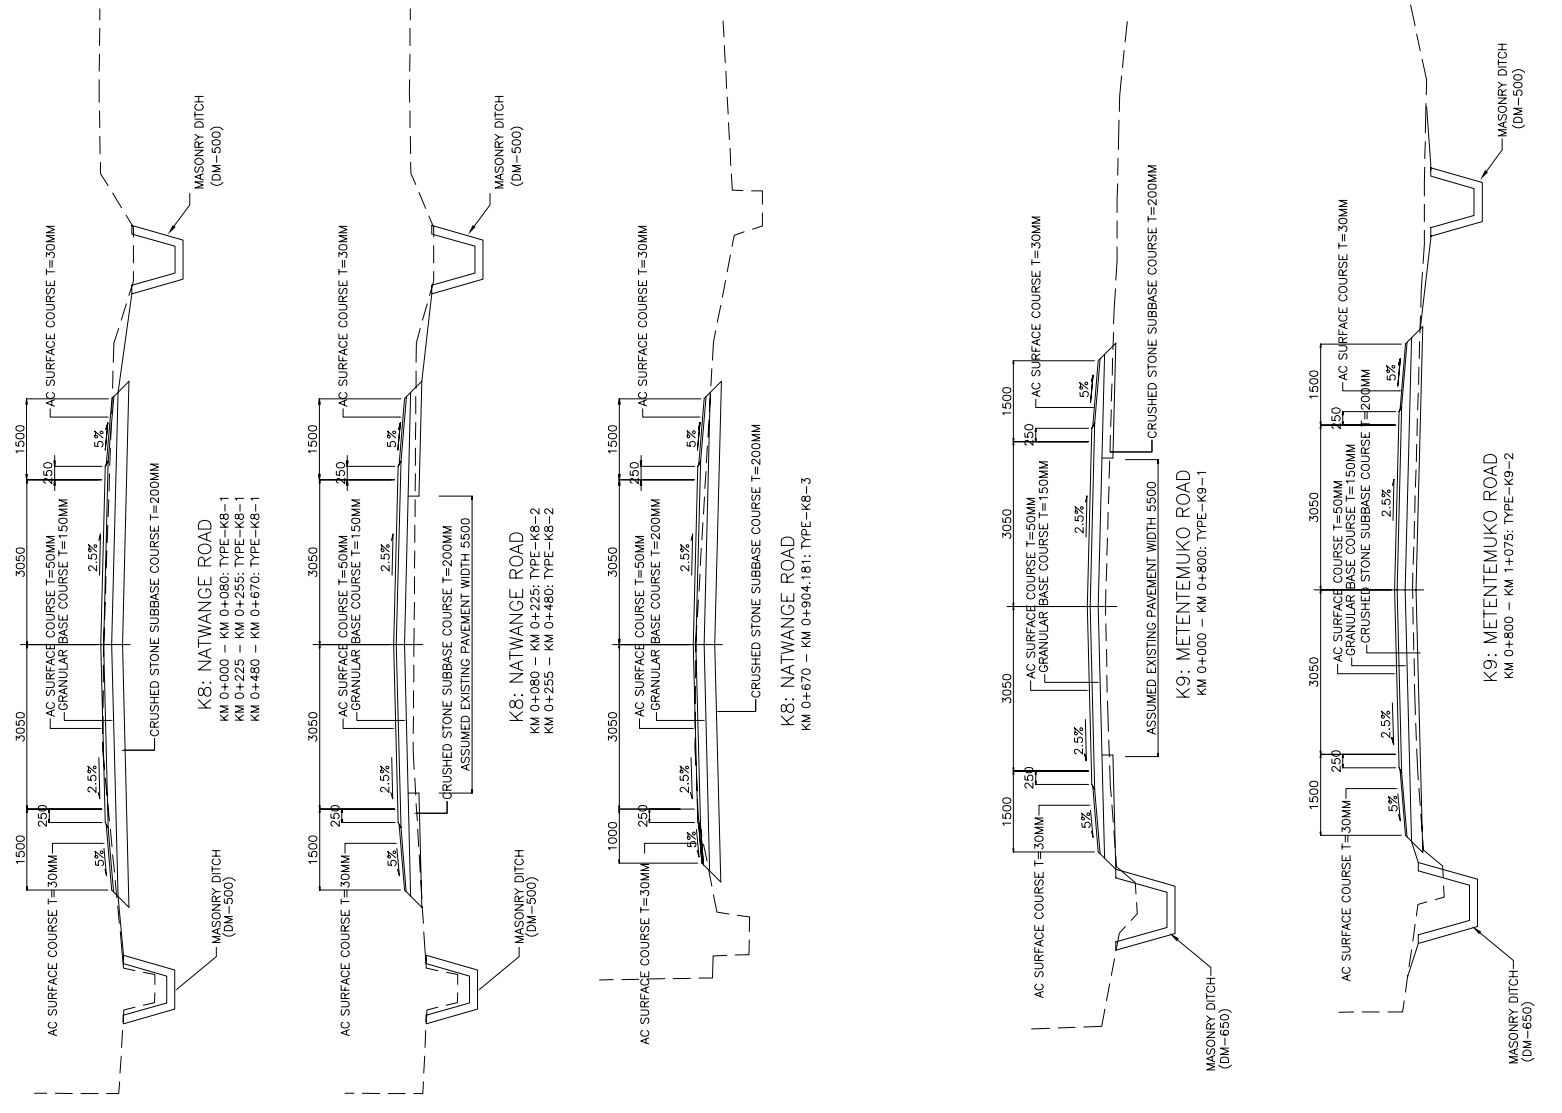 1500
3050
3050
1500
250
250
AC SURFACE COURSE T=30MM
AC SURFACE COURSE T=50MM
GRANULAR BASE COURSE T=150MM
AC SURFACE COURSE T=30MM
5%
2.5%
2.5%
5%
CRUSHED STONE SUBBASE COURSE T=200MM
MASONRY DITCH
(DM-500)
MASONRY DITCH
(DM-500)
K8: NATWANGE ROAD
KM 0+000 - KM 0+080: TYPE-K8-1
KM 0+225 - KM 0+255: TYPE-K8-1
KM 0+480 - KM 0+670: TYPE-K8-1
1500
3050
3050
1500
250
250
AC SURFACE COURSE T=30MM
AC SURFACE COURSE T=50MM
GRANULAR BASE COURSE T=150MM
AC SURFACE COURSE T=30MM
5%
2.5%
2.5%
5%
CRUSHED STONE SUBBASE COURSE T=200MM
ASSUMED EXISTING PAVEMENT WIDTH 5500
MASONRY DITCH
(DM-500)
MASONRY DITCH
(DM-500)
K8: NATWANGE ROAD
KM 0+080 - KM 0+225: TYPE-K8-2
KM 0+255 - KM 0+480: TYPE-K8-2
1000
3050
3050
1500
250
250
AC SURFACE COURSE T=30MM
AC SURFACE COURSE T=50MM
GRANULAR BASE COURSE T=200MM
AC SURFACE COURSE T=30MM
5%
2.5%
2.5%
5%
CRUSHED STONE SUBBASE COURSE T=200MM
K8: NATWANGE ROAD
KM 0+670 - KM 0+904.181: TYPE-K8-3
1500
3050
3050
1500
250
250
AC SURFACE COURSE T=30MM
AC SURFACE COURSE T=50MM
GRANULAR BASE COURSE T=150MM
AC SURFACE COURSE T=30MM
5%
2.5%
2.5%
5%
CRUSHED STONE SUBBASE COURSE T=200MM
ASSUMED EXISTING PAVEMENT WIDTH 5500
MASONRY DITCH
(DM-650)
K9: METENTEMUKO ROAD
KM 0+000 - KM 0+800: TYPE-K9-1
1500
3050
3050
1500
250
250
AC SURFACE COURSE T=30MM
AC SURFACE COURSE T=50MM
GRANULAR BASE COURSE T=150MM
CRUSHED STONE SUBBASE COURSE T=200MM
AC SURFACE COURSE T=30MM
5%
2.5%
2.5%
5%
MASONRY DITCH
(DM-650)
MASONRY DITCH
(DM-500)
K9: METENTEMUKO ROAD
KM 0+800 - KM 1+075: TYPE-K9-2